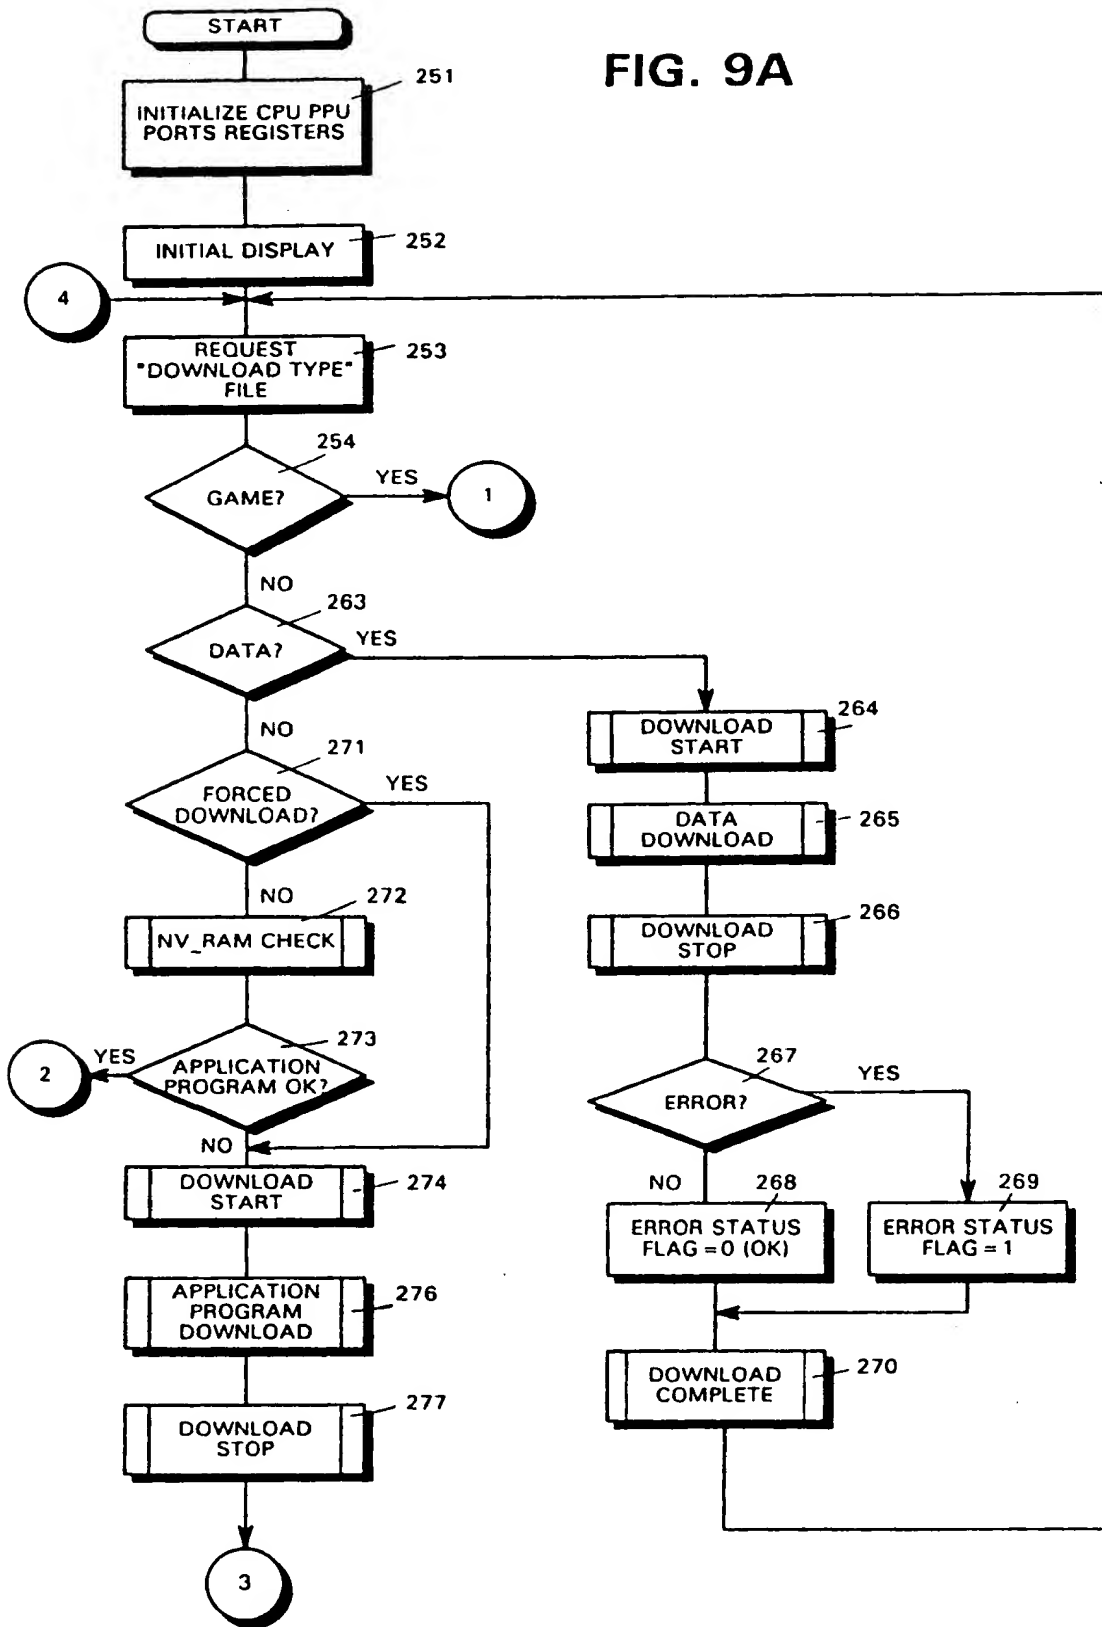 START
FIG. 9A
251
INITIALIZE CPU PPU
PORTS REGISTERS
252
INITIAL DISPLAY
4
253
REQUEST
"DOWNLOAD TYPE"
FILE
254
GAME?
YES
1
NO
263
DATA?
YES
NO
271
FORCED
DOWNLOAD?
YES
NO
272
NV_RAM CHECK
273
APPLICATION
PROGRAM OK?
YES
2
NO
274
DOWNLOAD
START
276
APPLICATION
PROGRAM
DOWNLOAD
277
DOWNLOAD
STOP
3
264
DOWNLOAD
START
265
DATA
DOWNLOAD
266
DOWNLOAD
STOP
267
ERROR?
YES
NO
268
ERROR STATUS
FLAG = 0 (OK)
269
ERROR STATUS
FLAG = 1
270
DOWNLOAD
COMPLETE